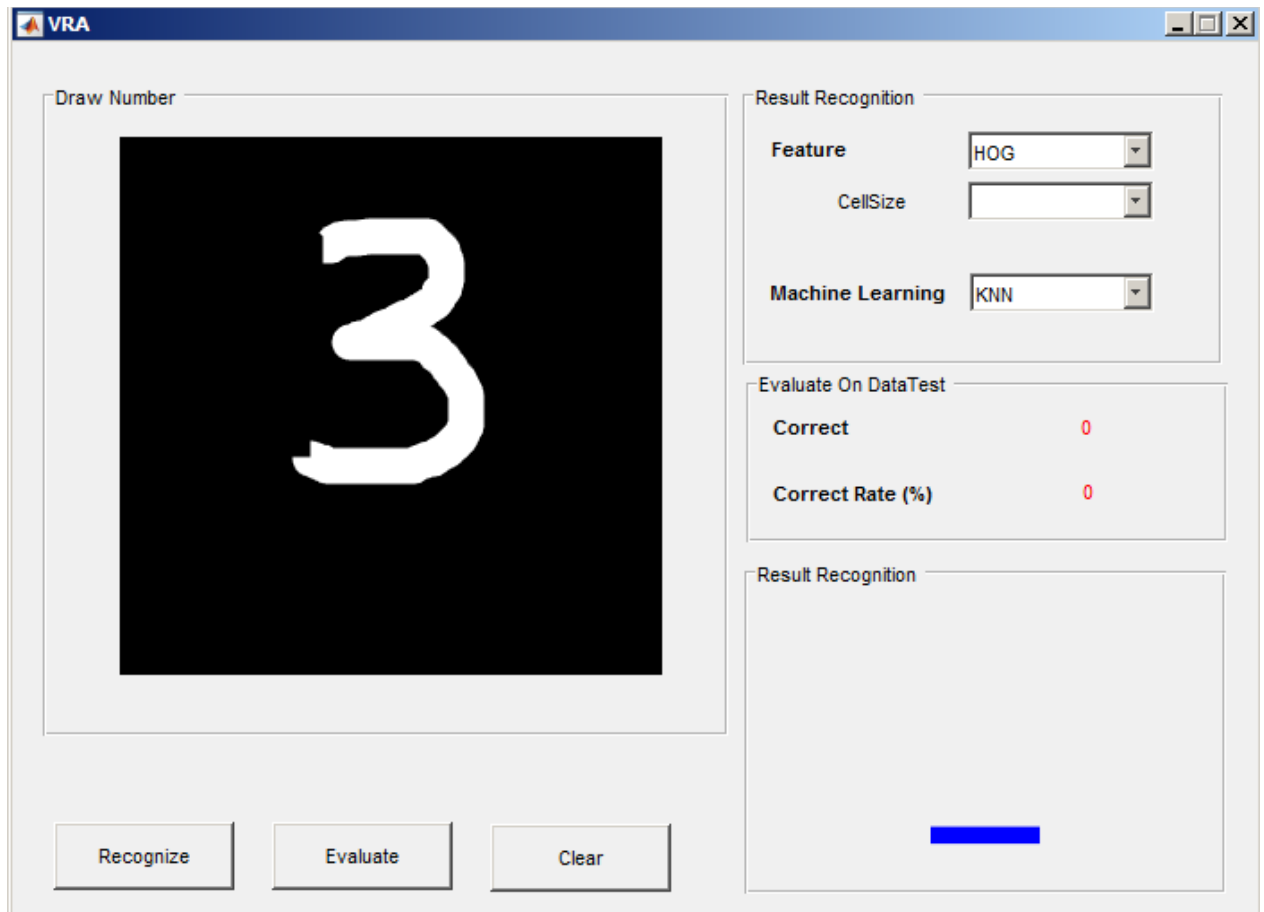 VRA
Draw Number
3
Result Recognition
Feature HOG
CellSize
Machine Learning KNN
Evaluate On DataTest
Correct 0
Correct Rate (%) 0
Result Recognition
_
Recognize Evaluate Clear